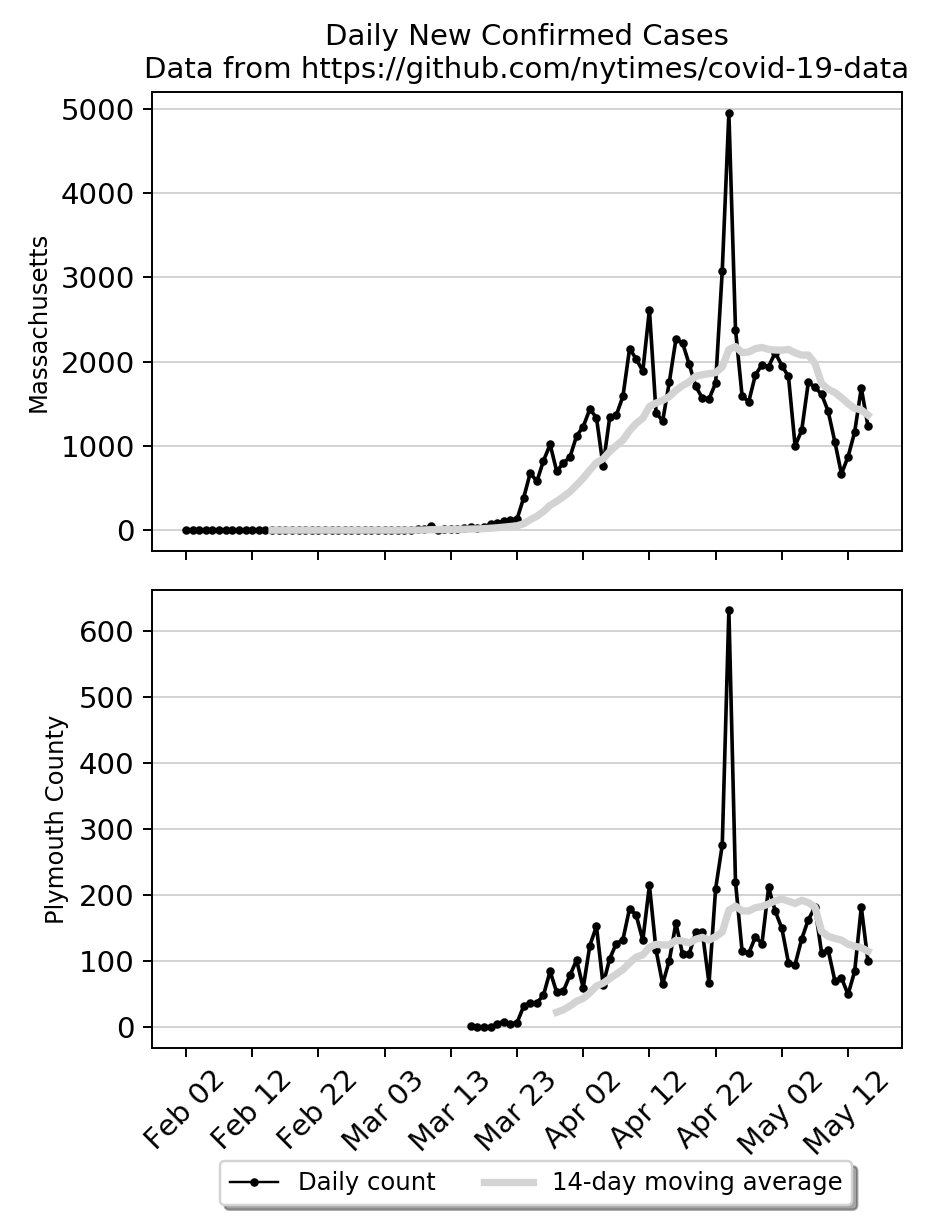 Daily New Confirmed Cases
Data from https://github.com/nytimes/covid-19-data
5000
4000
3000
2000
1000
0
Massachusetts
600
500
400
300
200
100
0
Plymouth County
Feb 02
Feb 12
Feb 22
Mar 03
Mar 13
Mar 23
Apr 02
Apr 12
Apr 22
May 02
May 12
Daily count
14-day moving average